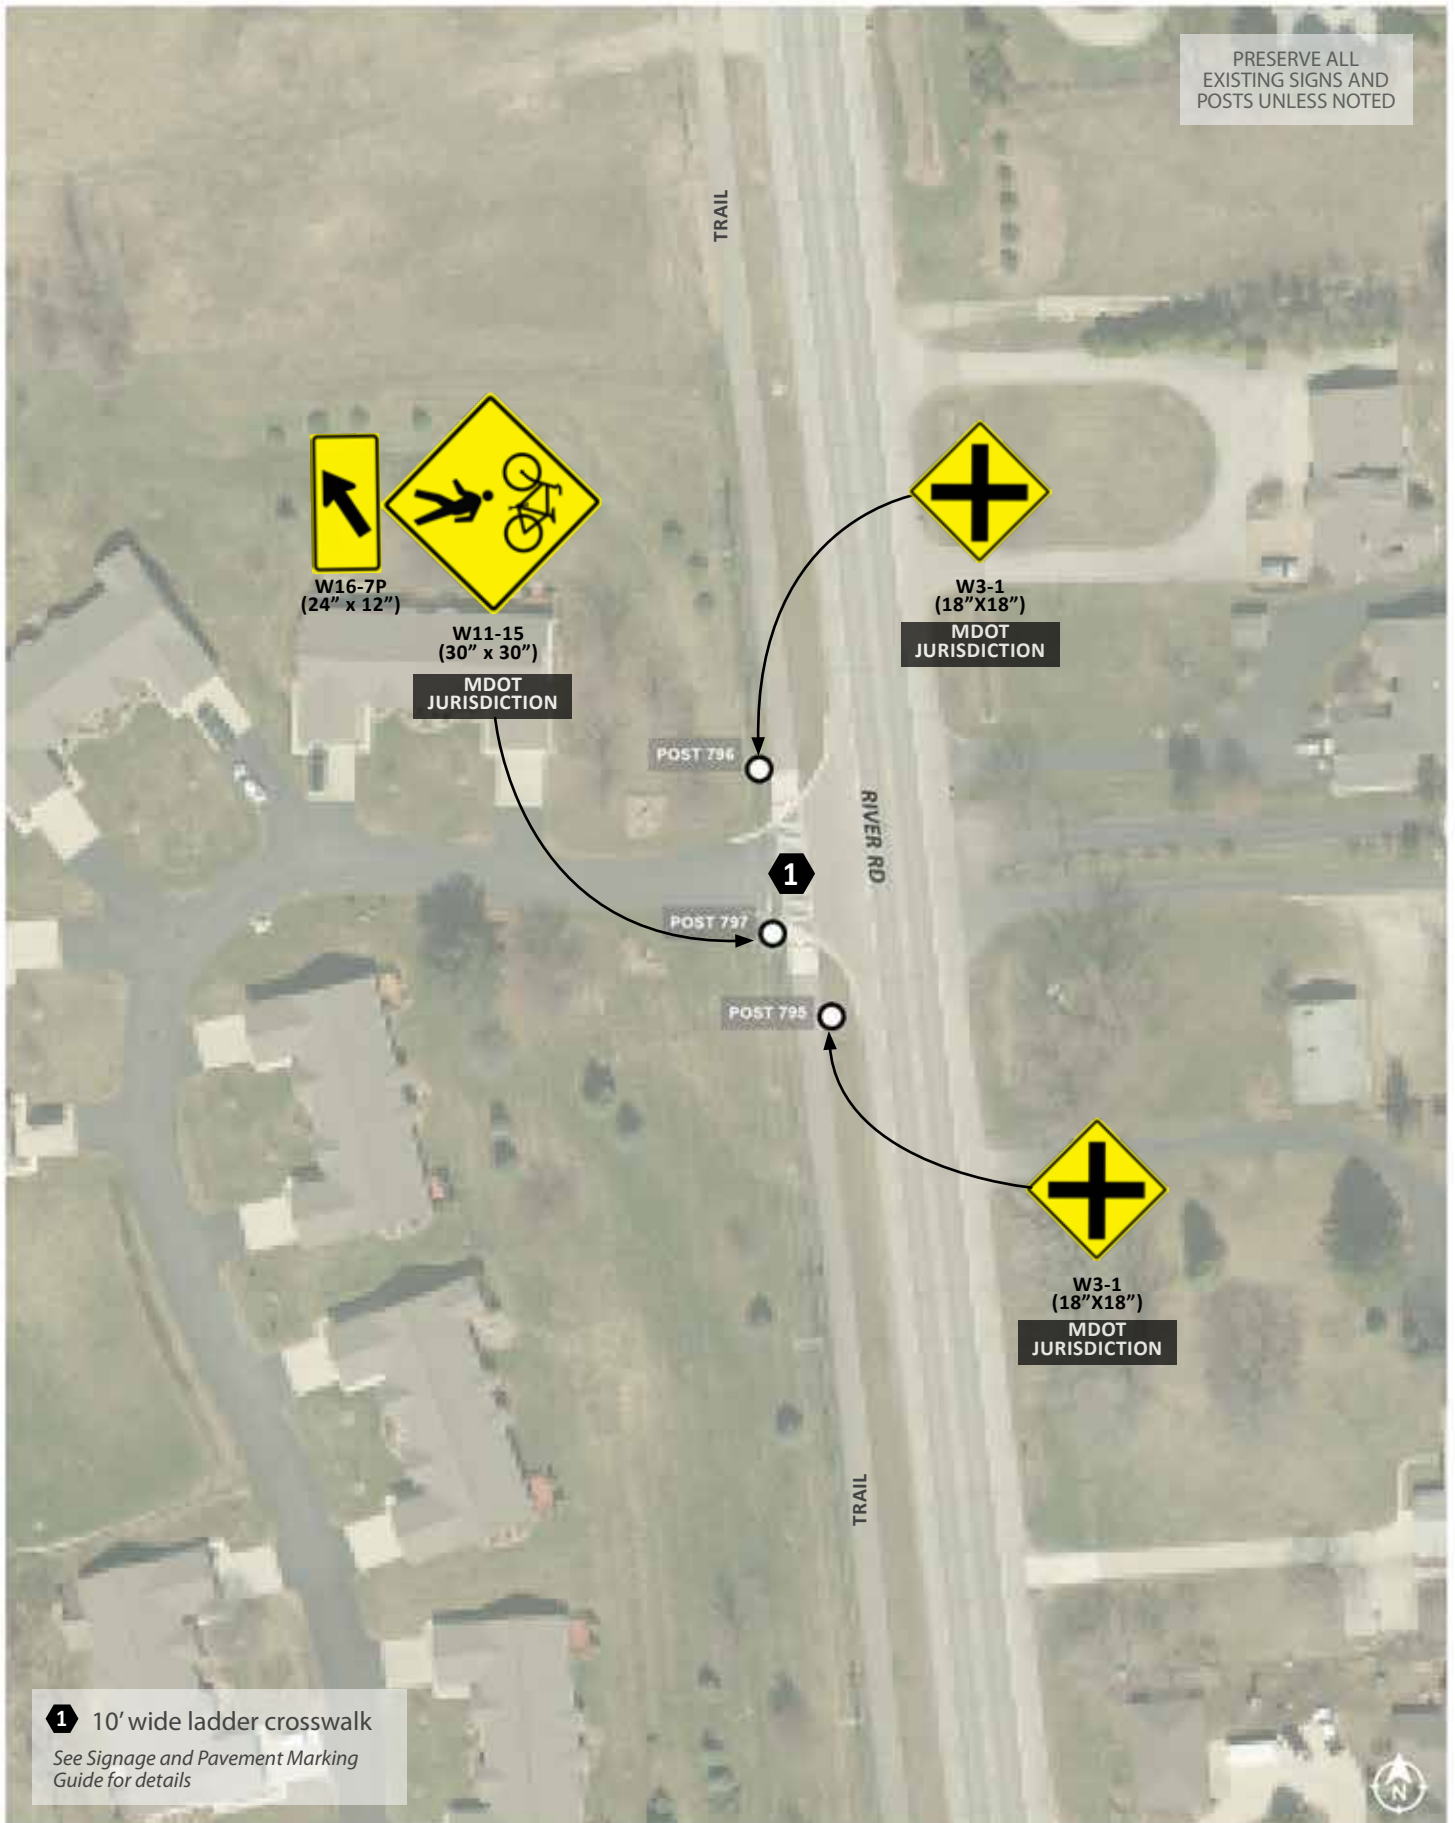 PRESERVE ALL
EXISTING SIGNS AND
POSTS UNLESS NOTED
TRAIL
W16-7P
(24” x 12”)
W11-15
(30” x 30”)
MDOT
JURISDICTION
W3-1
(18”X18”)
MDOT
JURISDICTION
POST 796
RIVER RD
1
POST 797
POST 795
W3-1
(18”X18”)
MDOT
JURISDICTION
TRAIL
1 10’ wide ladder crosswalk
See Signage and Pavement Marking
Guide for details
N